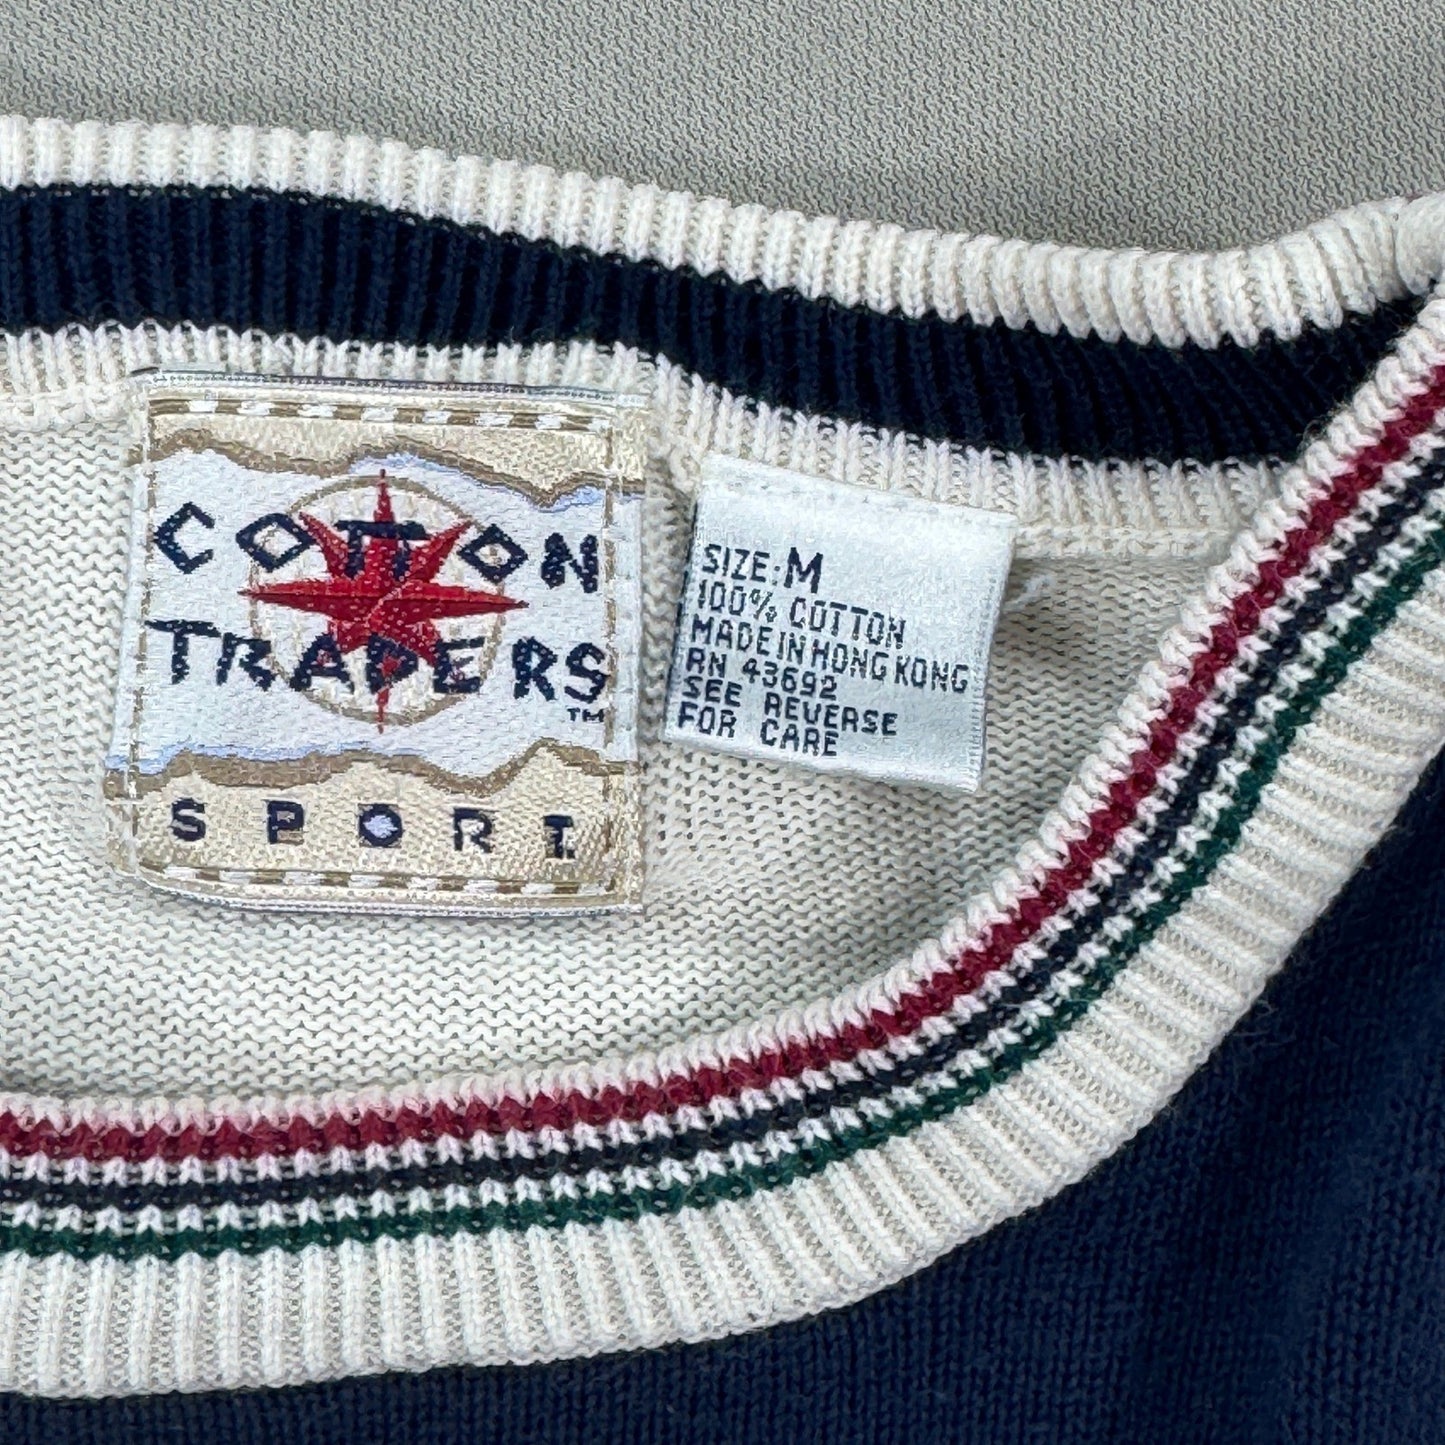 COTTON
TRADERS
TM
SPORT.
SIZE: M
100% COTTON
MADE IN HONG KONG
RN 43692
SEE REVERSE
FOR CARE